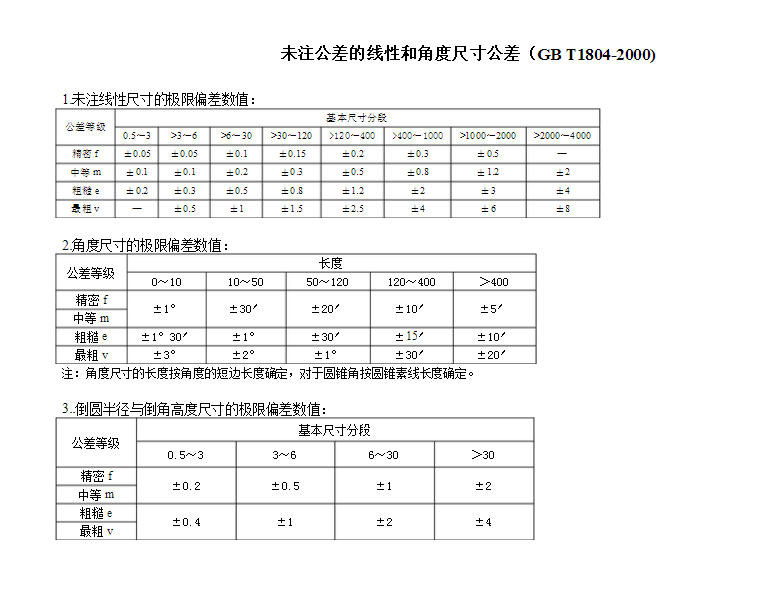 未注公差的线性和角度尺寸公差（GB T1804-2000)
1.未注线性尺寸的极限偏差数值：
公差等级 基本尺寸分段
0.5～3 >3～6 >6～30 >30～120 >120～400 >400～1000 >1000～2000 >2000～4000
精密 f ±0.05 ±0.05 ±0.1 ±0.15 ±0.2 ±0.3 ±0.5 —
中等 m ±0.1 ±0.1 ±0.2 ±0.3 ±0.5 ±0.8 ±1.2 ±2
粗糙 e ±0.2 ±0.3 ±0.5 ±0.8 ±1.2 ±2 ±3 ±4
最粗 v — ±0.5 ±1 ±1.5 ±2.5 ±4 ±6 ±8
2.角度尺寸的极限偏差数值：
公差等级 长度
0～10 10～50 50～120 120～400 ＞400
精密 f ±1° ±30′ ±20′ ±10′ ±5′
中等 m
粗糙 e ±1°30′ ±1° ±30′ ±15′ ±10′
最粗 v ±3° ±2° ±1° ±30′ ±20′
注：角度尺寸的长度按角度的短边长度确定，对于圆锥角按圆锥素线长度确定。
3..倒圆半径与倒角高度尺寸的极限偏差数值：
公差等级 基本尺寸分段
0.5～3 3～6 6～30 ＞30
精密 f ±0.2 ±0.5 ±1 ±2
中等 m
粗糙 e ±0.4 ±1 ±2 ±4
最粗 v